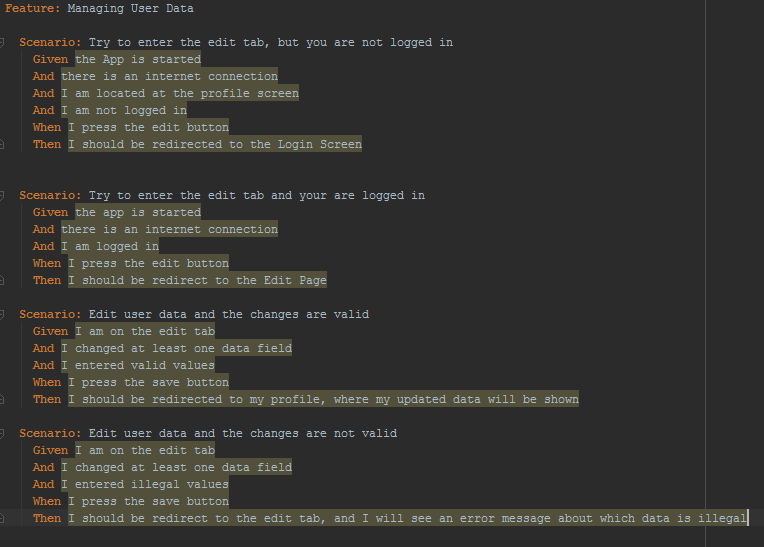 Feature: Managing User Data
Scenario: Try to enter the edit tab, but you are not logged in
Given the App is started
And there is an internet connection
And I am located at the profile screen
And I am not logged in
When I press the edit button
Then I should be redirected to the Login Screen
Scenario: Try to enter the edit tab and your are logged in
Given the app is started
And there is an internet connection
And I am logged in
When I press the edit button
Then I should be redirect to the Edit Page
Scenario: Edit user data and the changes are valid
Given I am on the edit tab
And I changed at least one data field
And I entered valid values
When I press the save button
Then I should be redirected to my profile, where my updated data will be shown
Scenario: Edit user data and the changes are not valid
Given I am on the edit tab
And I changed at least one data field
And I entered illegal values
When I press the save button
Then I should be redirect to the edit tab, and I will see an error message about which data is illegal